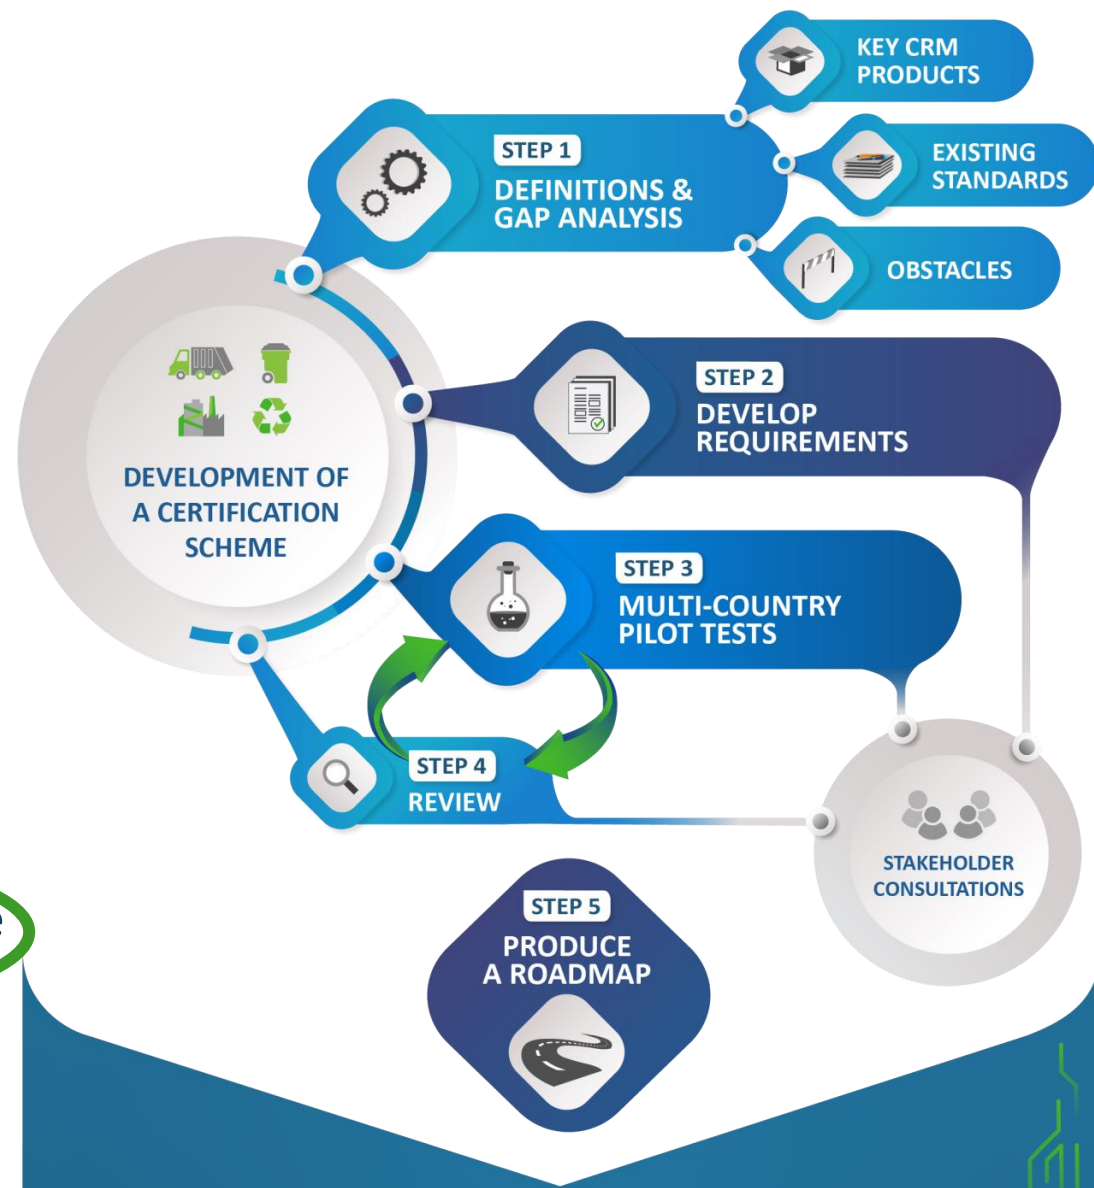 KEY CRM
PRODUCTS
STEP 1
DEFINITIONS &
GAP ANALYSIS
EXISTING
STANDARDS
OBSTACLES
STEP 2
DEVELOP
REQUIREMENTS
DEVELOPMENT OF
A CERTIFICATION
SCHEME
STEP 3
MULTI-COUNTRY
PILOT TESTS
STEP 4
REVIEW
STAKEHOLDER
CONSULTATIONS
STEP 5
PRODUCE
A ROADMAP